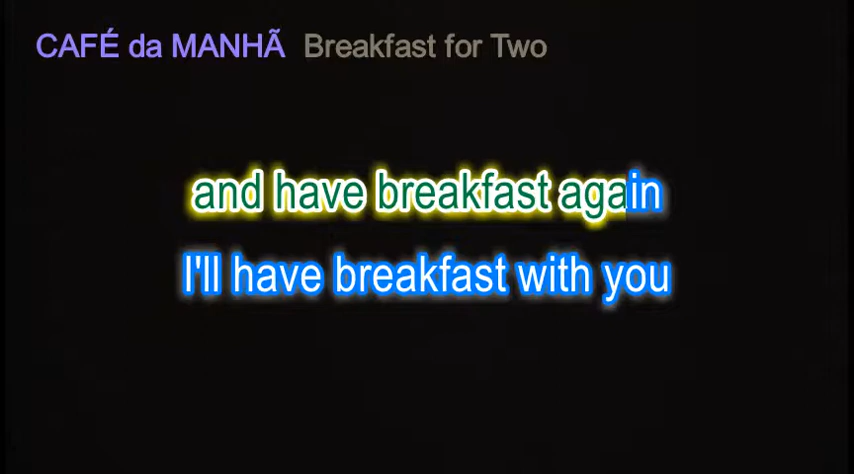 CAFÉ da MANHÃ Breakfast for Two
and have breakfast again
I'll have breakfast with you